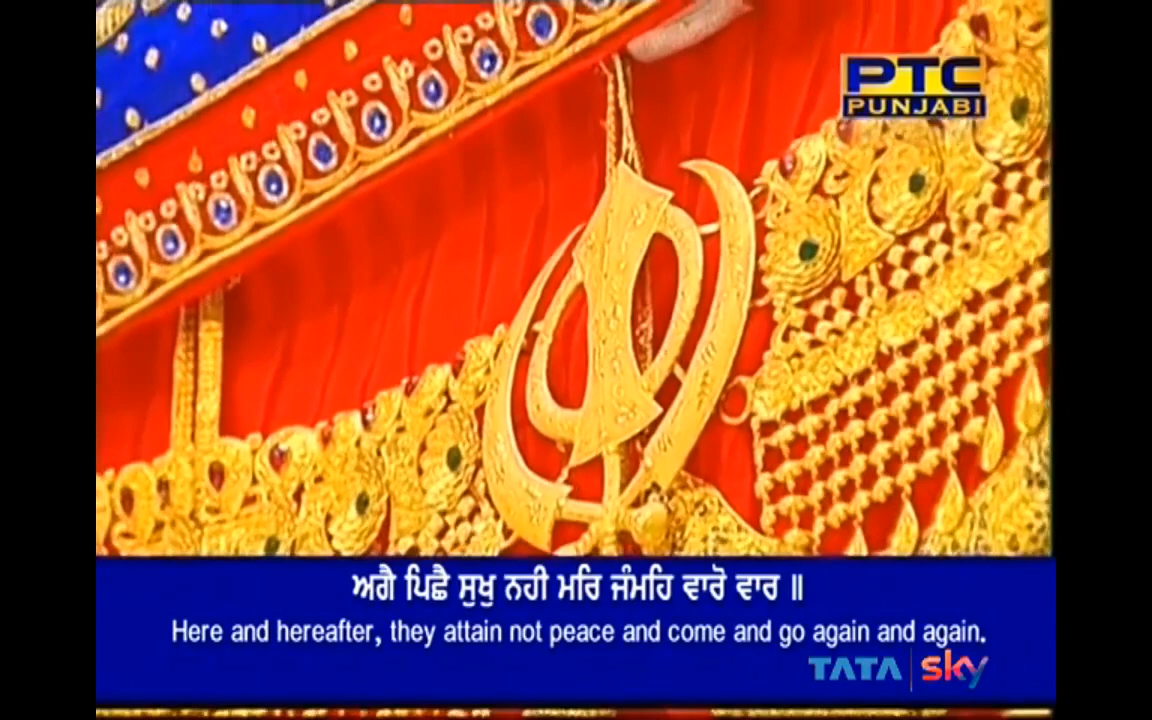 PTC
PUNJABI
ਅਗੈ ਪਿਛੈ ਸੁਖੁ ਨਹੀ ਮਰਿ ਜੰਮਹਿ ਵਾਰੋ ਵਾਰ ॥
Here and hereafter, they attain not peace and come and go again and again.
TATA sky